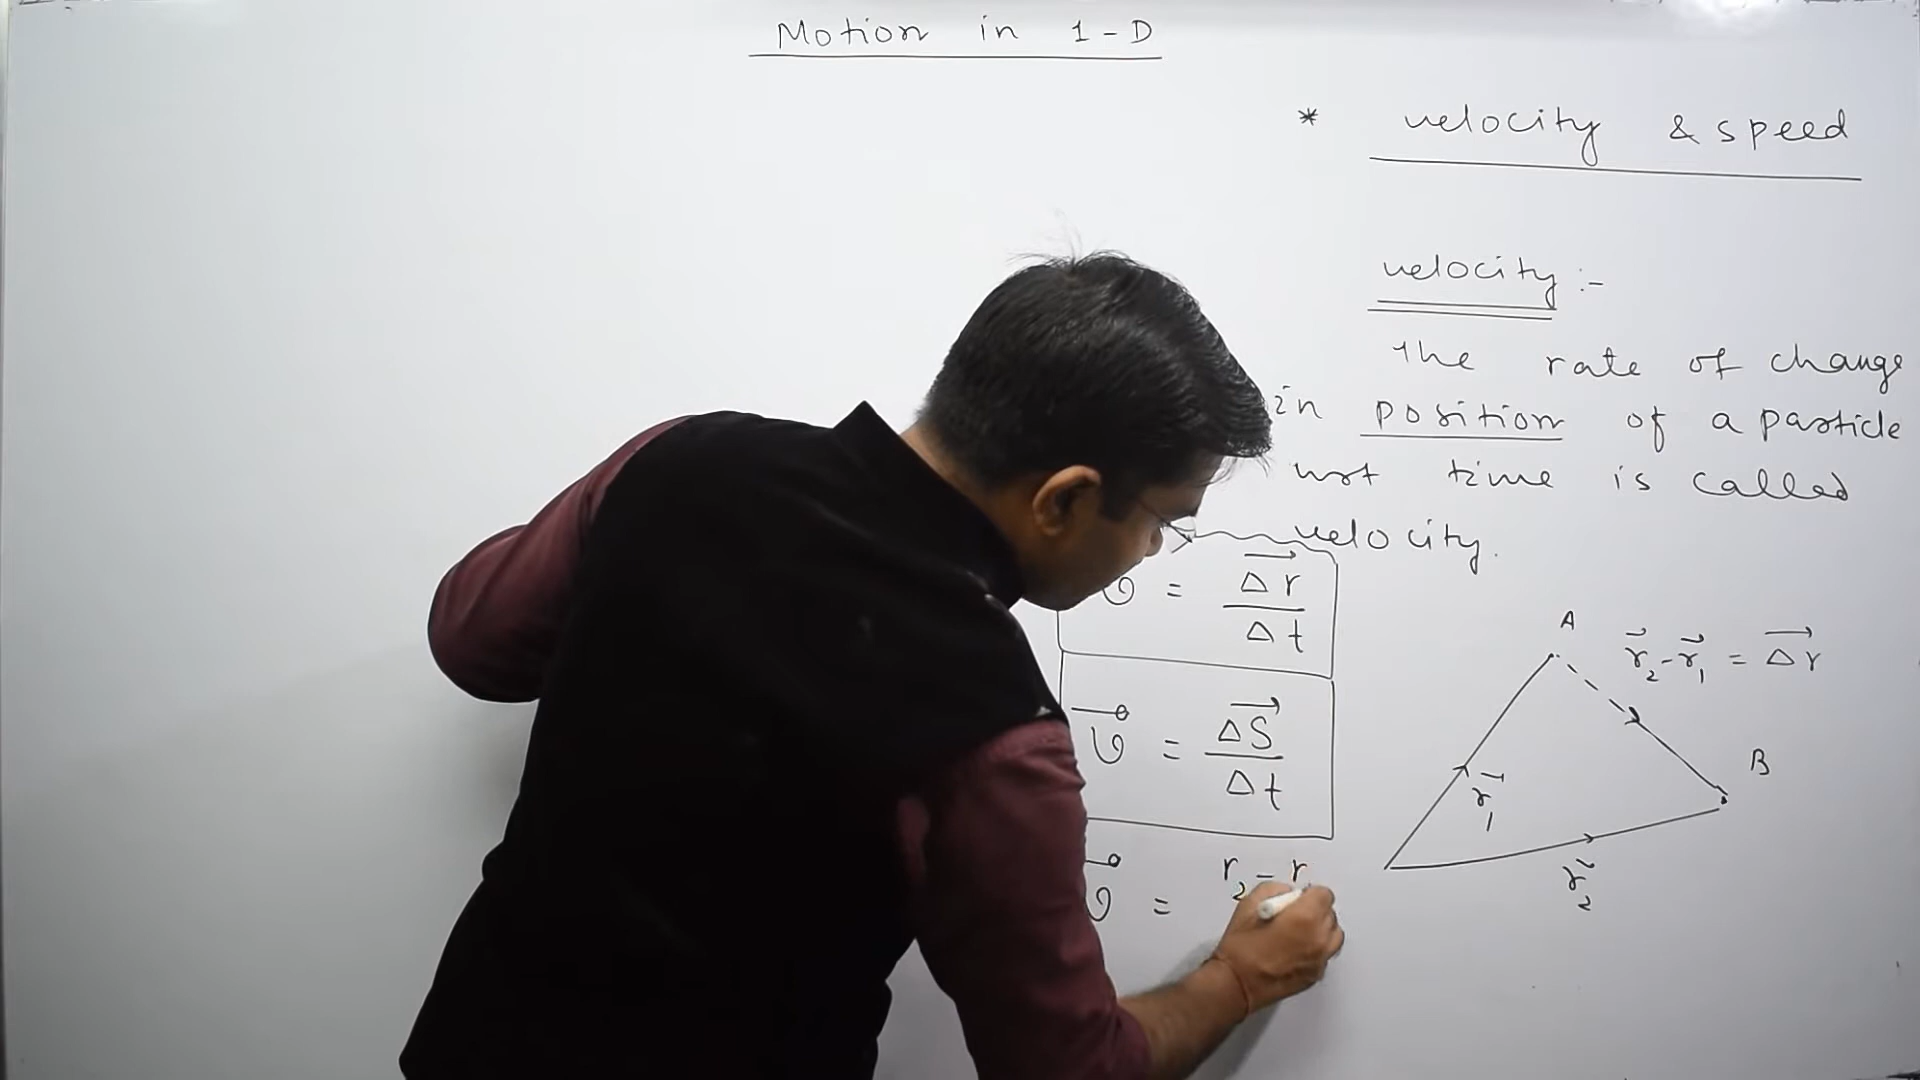 Motion in 1-D
* velocity & speed
velocity :-
The rate of change
in position of a particle
wrt time is called
velocity.
v = Δr/Δt
A
r₂ - r₁ = Δr
v = ΔS/Δt
B
r₁
v = r₂ - r
r₂